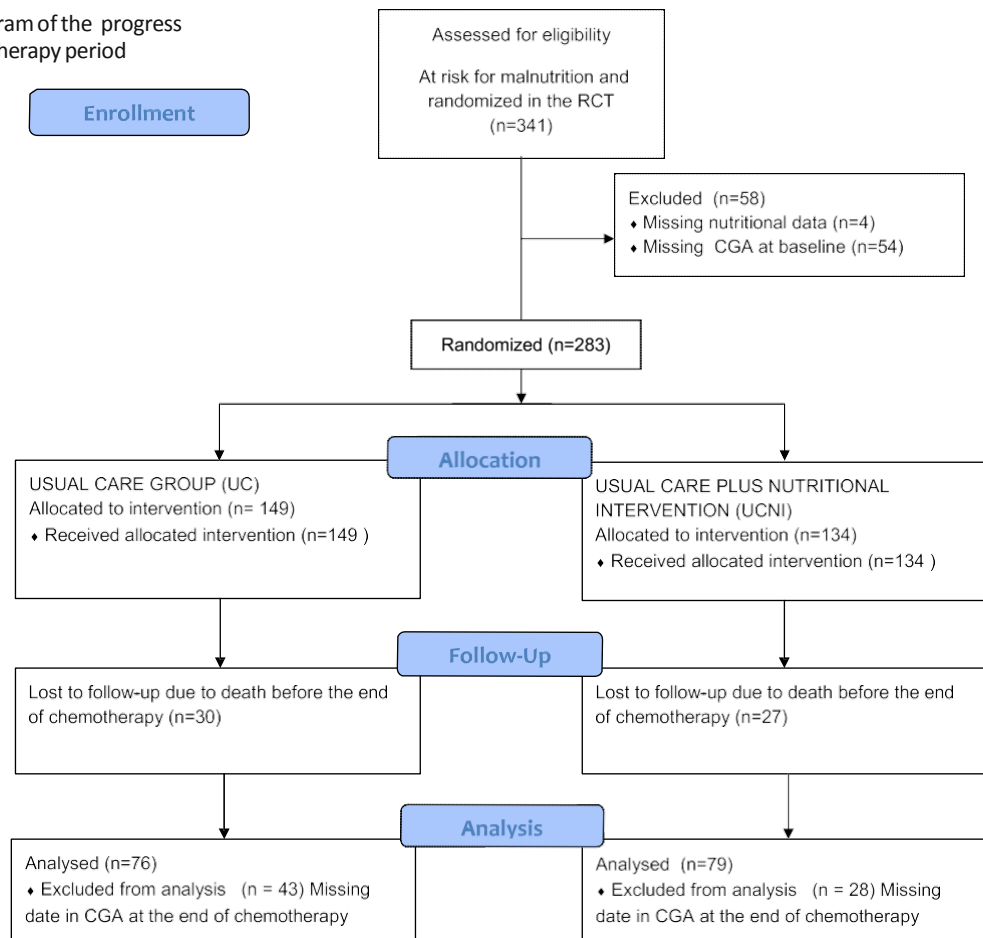 ram of the progress
herapy period
Enrollment
Assessed for eligibility
At risk for malnutrition and
randomized in the RCT
(n=341)
Excluded (n=58)
♦ Missing nutritional data (n=4)
♦ Missing CGA at baseline (n=54)
Randomized (n=283)
Allocation
USUAL CARE GROUP (UC)
Allocated to intervention (n= 149)
♦ Received allocated intervention (n=149 )
USUAL CARE PLUS NUTRITIONAL
INTERVENTION (UCNI)
Allocated to intervention (n=134)
♦ Received allocated intervention (n=134 )
Follow-Up
Lost to follow-up due to death before the end
of chemotherapy (n=30)
Lost to follow-up due to death before the end
of chemotherapy (n=27)
Analysis
Analysed (n=76)
♦ Excluded from analysis (n = 43) Missing
date in CGA at the end of chemotherapy
Analysed (n=79)
♦ Excluded from analysis (n = 28) Missing
date in CGA at the end of chemotherapy